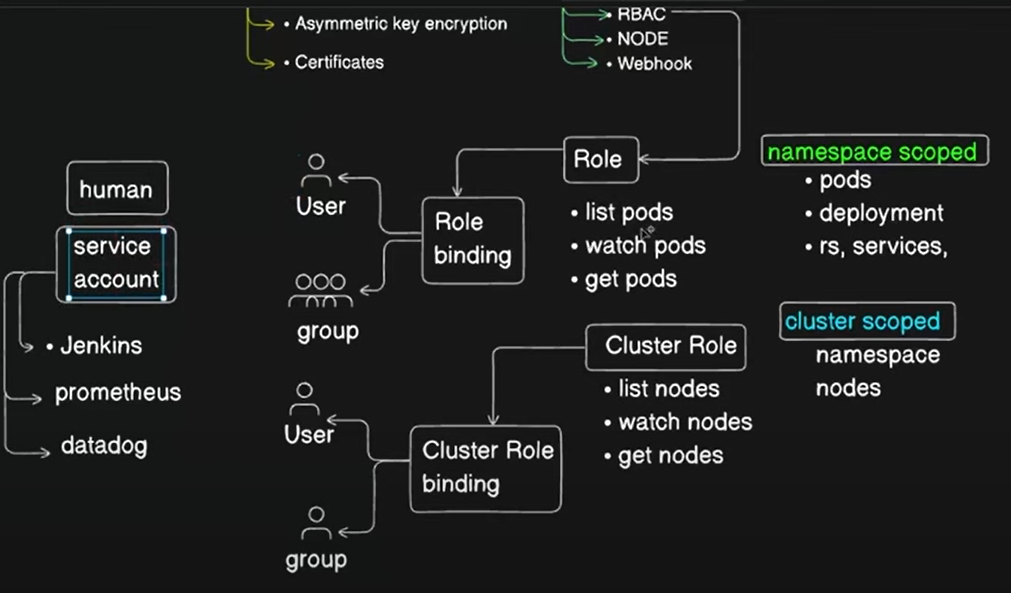 • Asymmetric key encryption
• Certificates
• RBAC
• NODE
• Webhook
human
service
account
• Jenkins
prometheus
datadog
User
group
Role
binding
Role
• list pods
• watch pods
• get pods
namespace scoped
• pods
• deployment
• rs, services,
User
group
Cluster Role
binding
Cluster Role
• list nodes
• watch nodes
• get nodes
cluster scoped
namespace
nodes